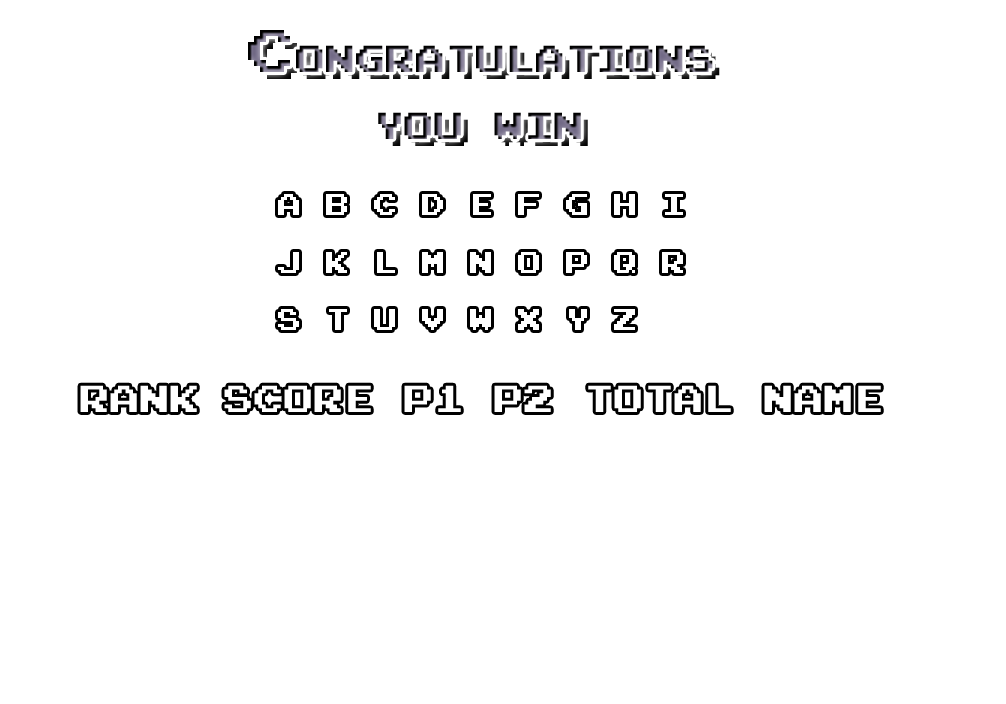 CONGRATULATIONS
YOU WIN
A B C D E F G H I
J K L M N O P Q R
S T U V W X Y Z
RANK SCORE P1 P2 TOTAL NAME